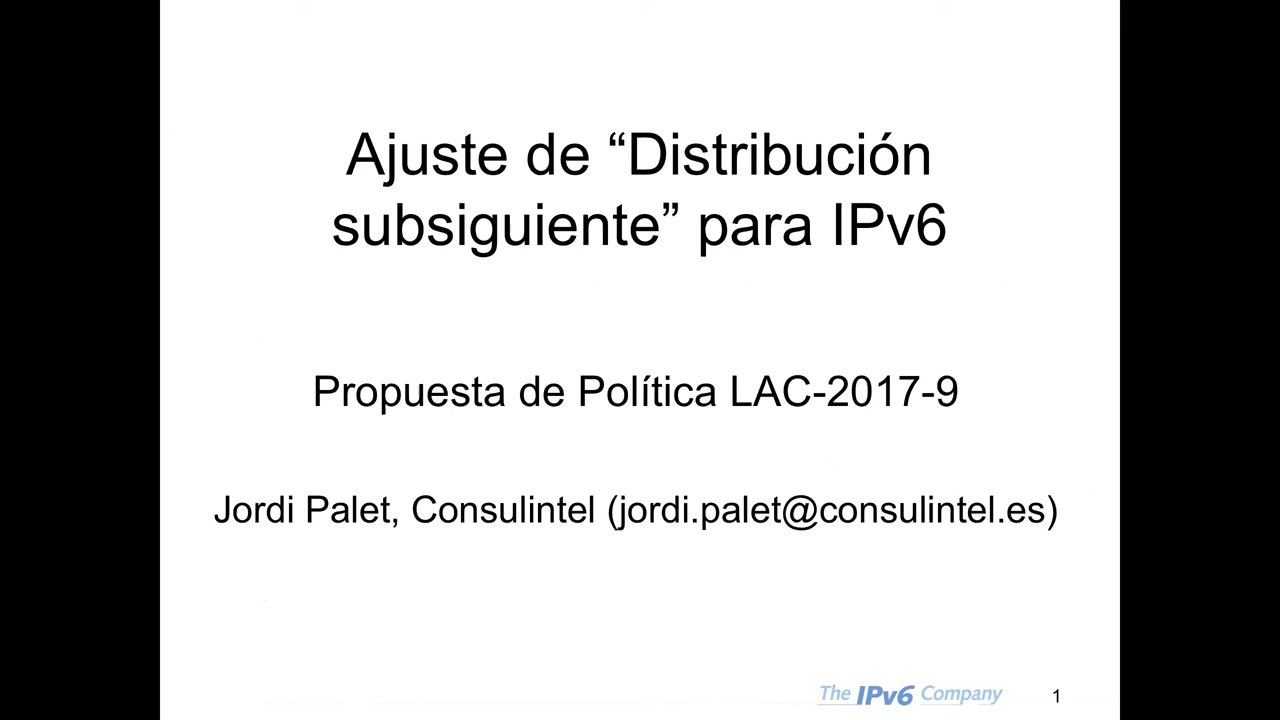 Ajuste de “Distribución
subsiguiente” para IPv6
Propuesta de Política LAC-2017-9
Jordi Palet, Consulintel (jordi.palet@consulintel.es)
The IPv6 Company
1